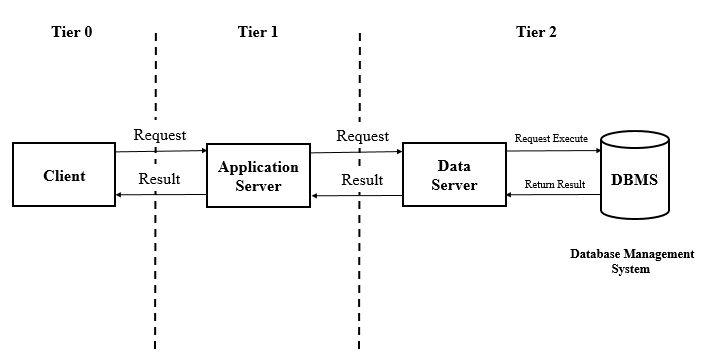 Tier 0
Tier 1
Tier 2
Request
Request
Request Execute
Client
Application
Server
Data
Server
DBMS
Result
Result
Return Result
Database Management
System